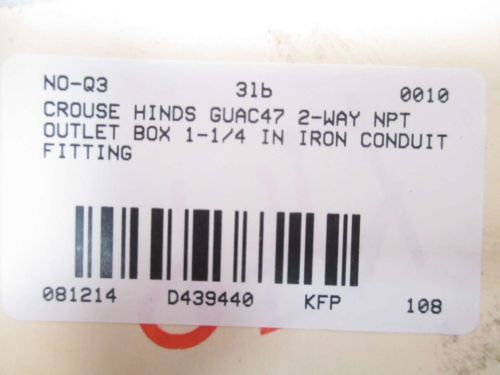 NO-Q3 31b 0010
CROUSE HINDS GUAC47 2-WAY NPT
OUTLET BOX 1-1/4 IN IRON CONDUIT
FITTING
081214 D439440 KFP 108